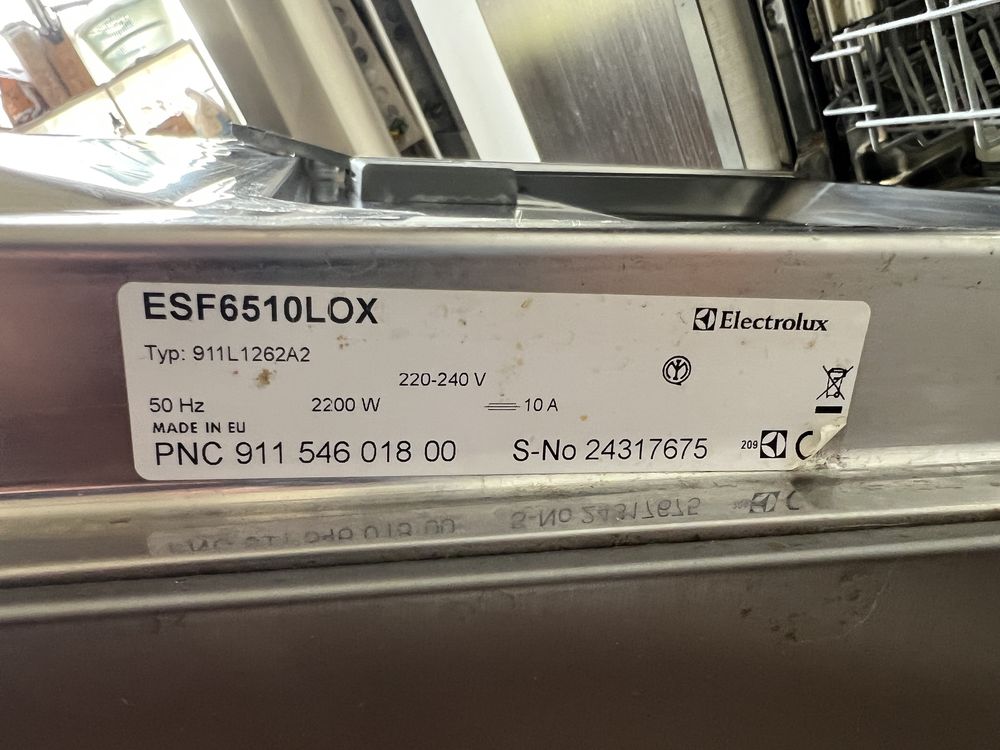 ESF6510LOX
Electrolux
Typ: 911L1262A2
220-240 V
50 Hz 2200 W 10 A
MADE IN EU
PNC 911 546 018 00 S-No 24317675 209